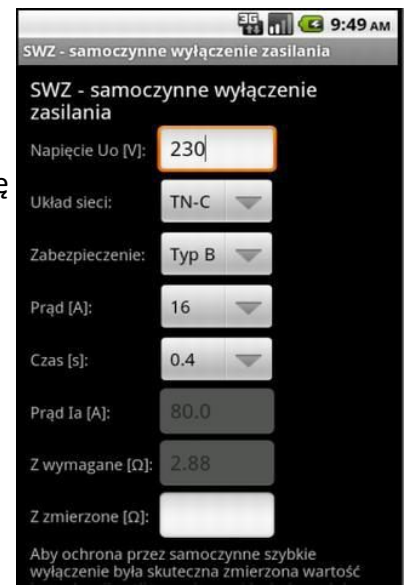 3G 9:49 AM
SWZ - samoczynne wyłączenie zasilania
SWZ - samoczynne wyłączenie
zasilania
Napięcie Uo [V]: 230
ę
Układ sieci: TN-C
Zabezpieczenie: Typ B
Prąd [A]: 16
Czas [s]: 0.4
Prąd Ia [A]: 80.0
Z wymagane [Ω]: 2.88
Z zmierzone [Ω]:
Aby ochrona przez samoczynne szybkie
wyłączenie była skuteczna zmierzona wartość